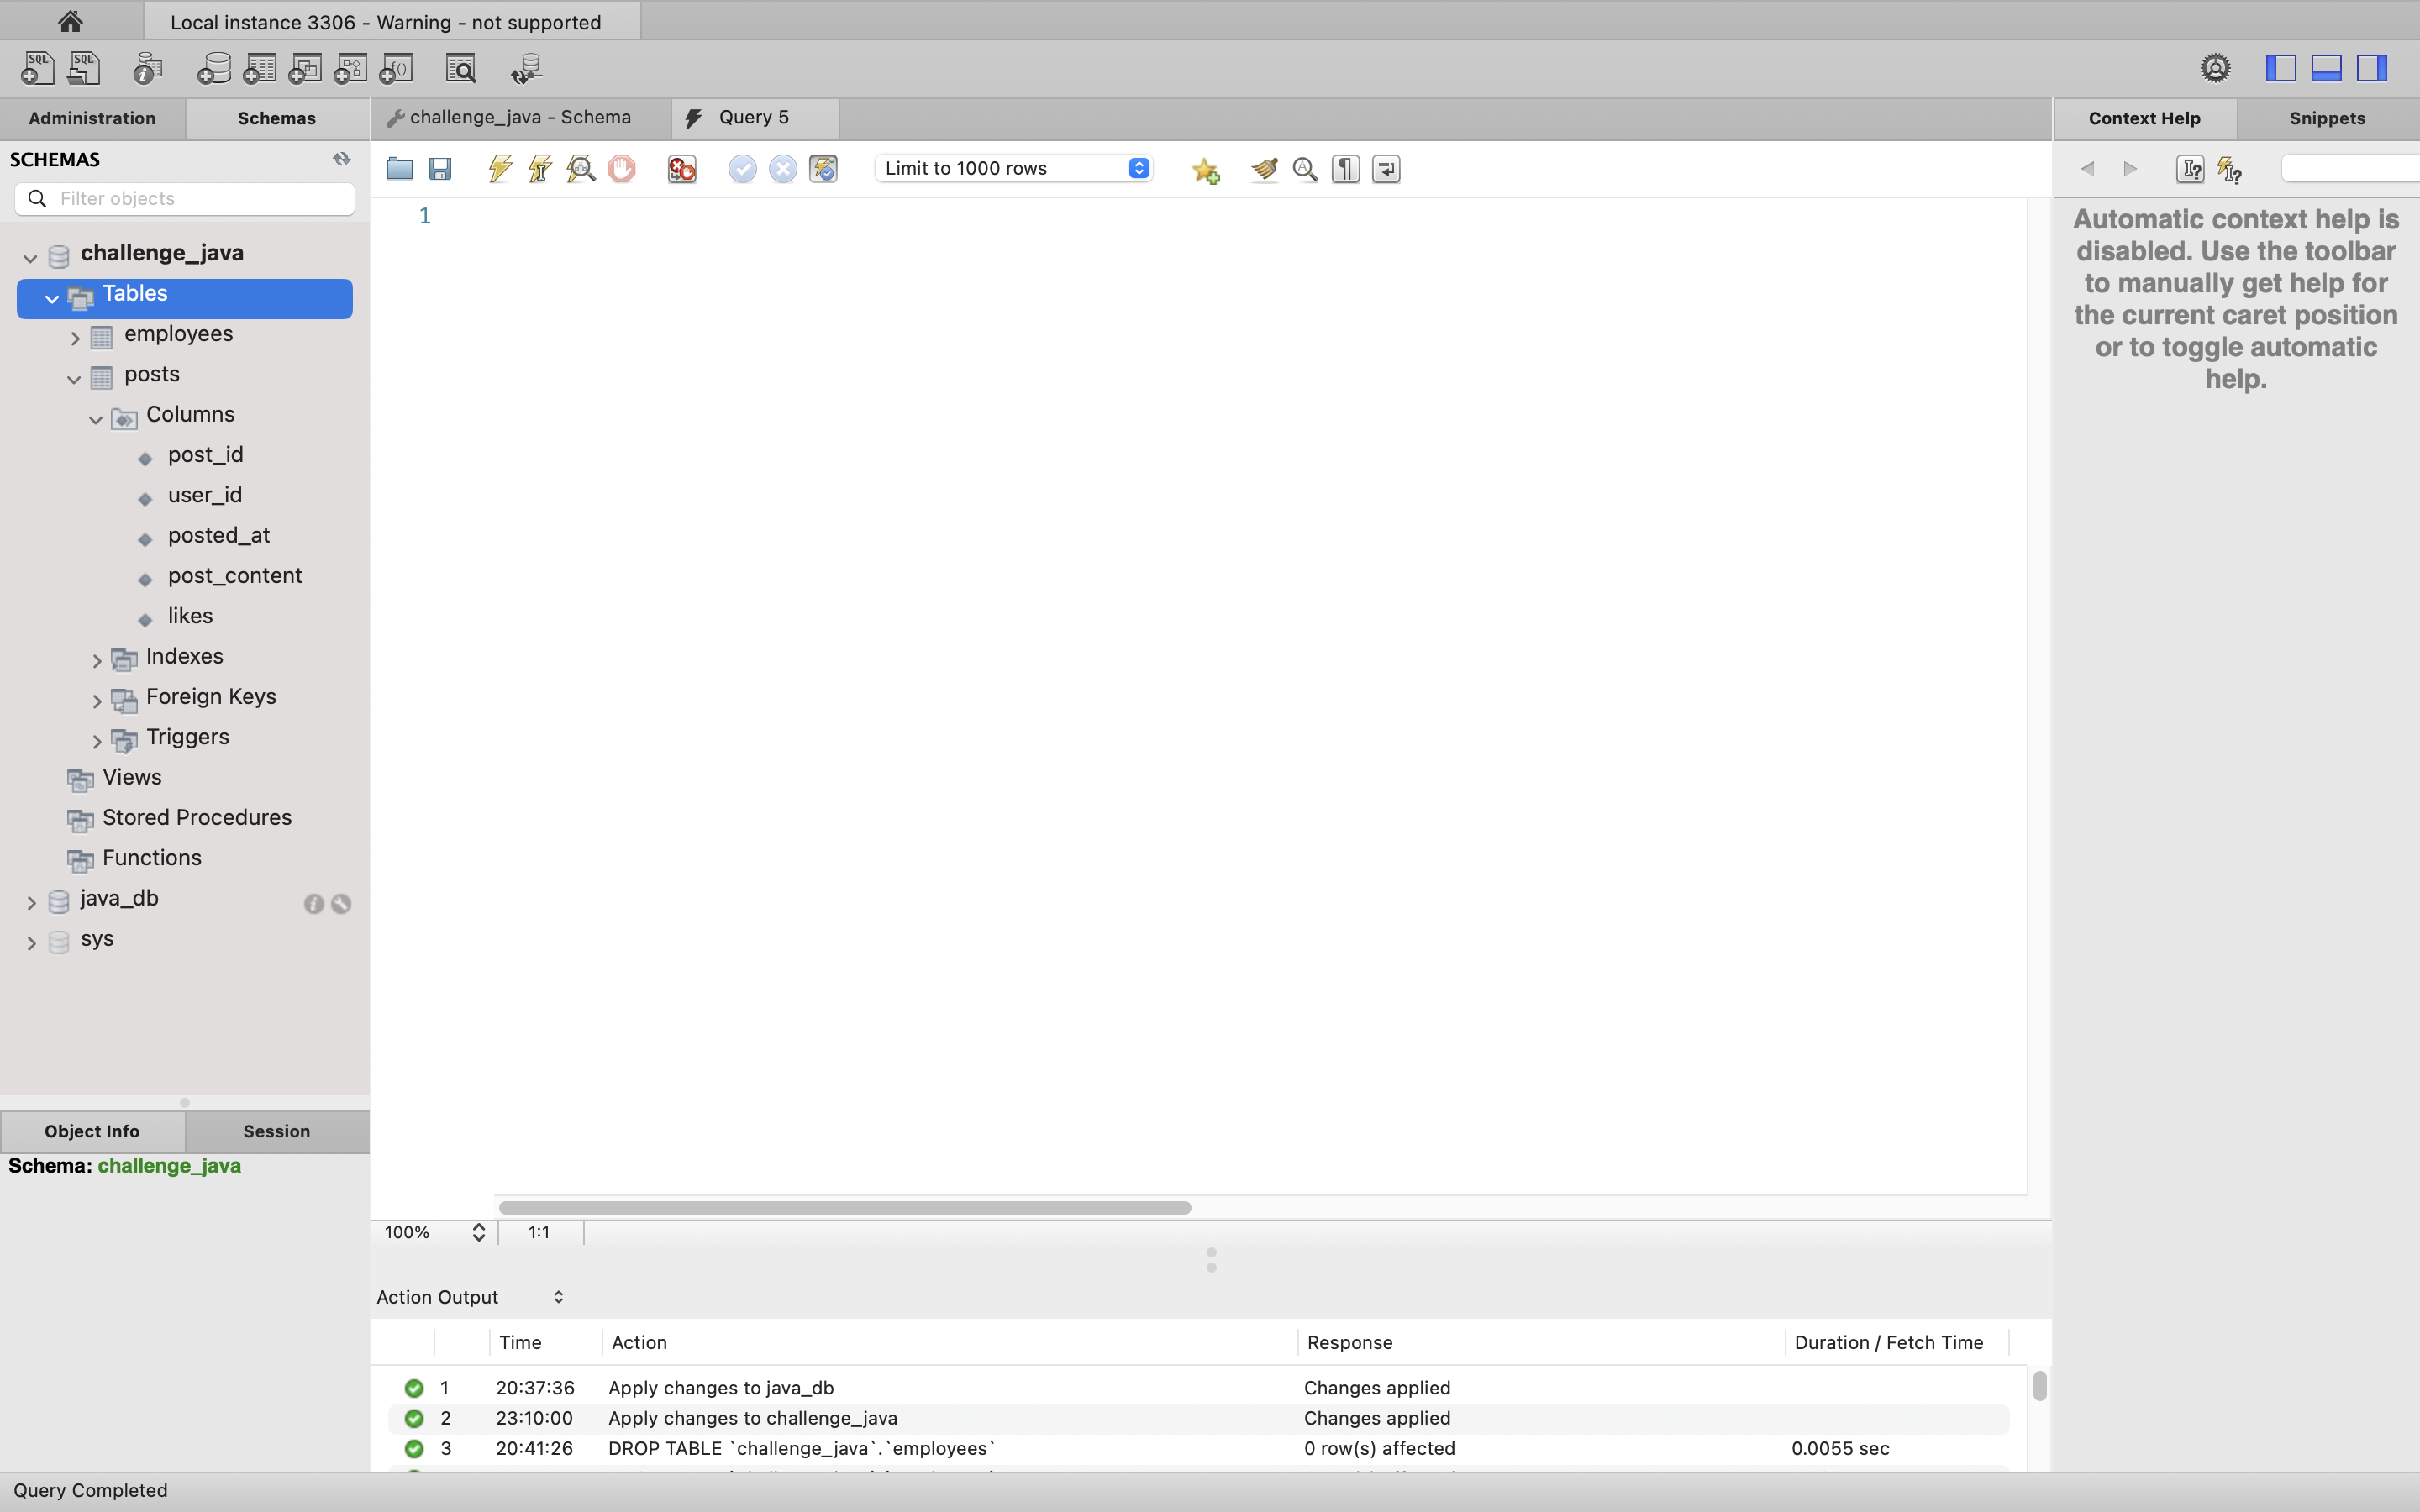 Local instance 3306 - Warning - not supported
SQL
SQL
Administration
Schemas
challenge_java - Schema
Query 5
Context Help
Snippets
SCHEMAS
Limit to 1000 rows
Filter objects
1
Automatic context help is
disabled. Use the toolbar
to manually get help for
the current caret position
or to toggle automatic
help.
challenge_java
Tables
employees
posts
Columns
post_id
user_id
posted_at
post_content
likes
Indexes
Foreign Keys
Triggers
Views
Stored Procedures
Functions
java_db
sys
Object Info
Session
Schema: challenge_java
100%
1:1
Action Output
Time
Action
Response
Duration / Fetch Time
1 20:37:36 Apply changes to java_db Changes applied
2 23:10:00 Apply changes to challenge_java Changes applied
3 20:41:26 DROP TABLE `challenge_java`.`employees` 0 row(s) affected 0.0055 sec
Query Completed